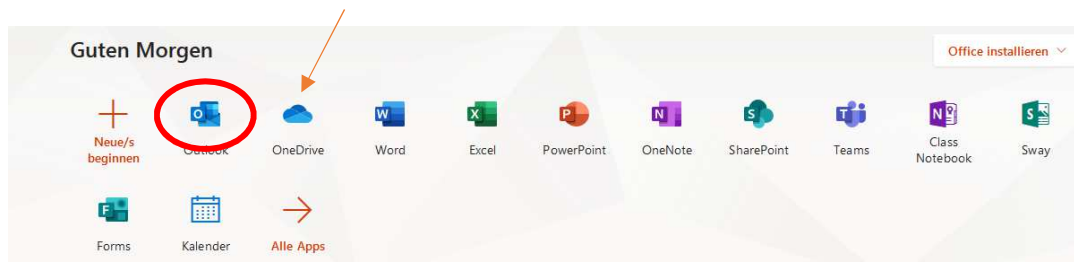 Guten Morgen
Office installieren
Neue/s
beginnen
Outlook
OneDrive
Word
Excel
PowerPoint
OneNote
SharePoint
Teams
Class
Notebook
Sway
Forms
Kalender
Alle Apps